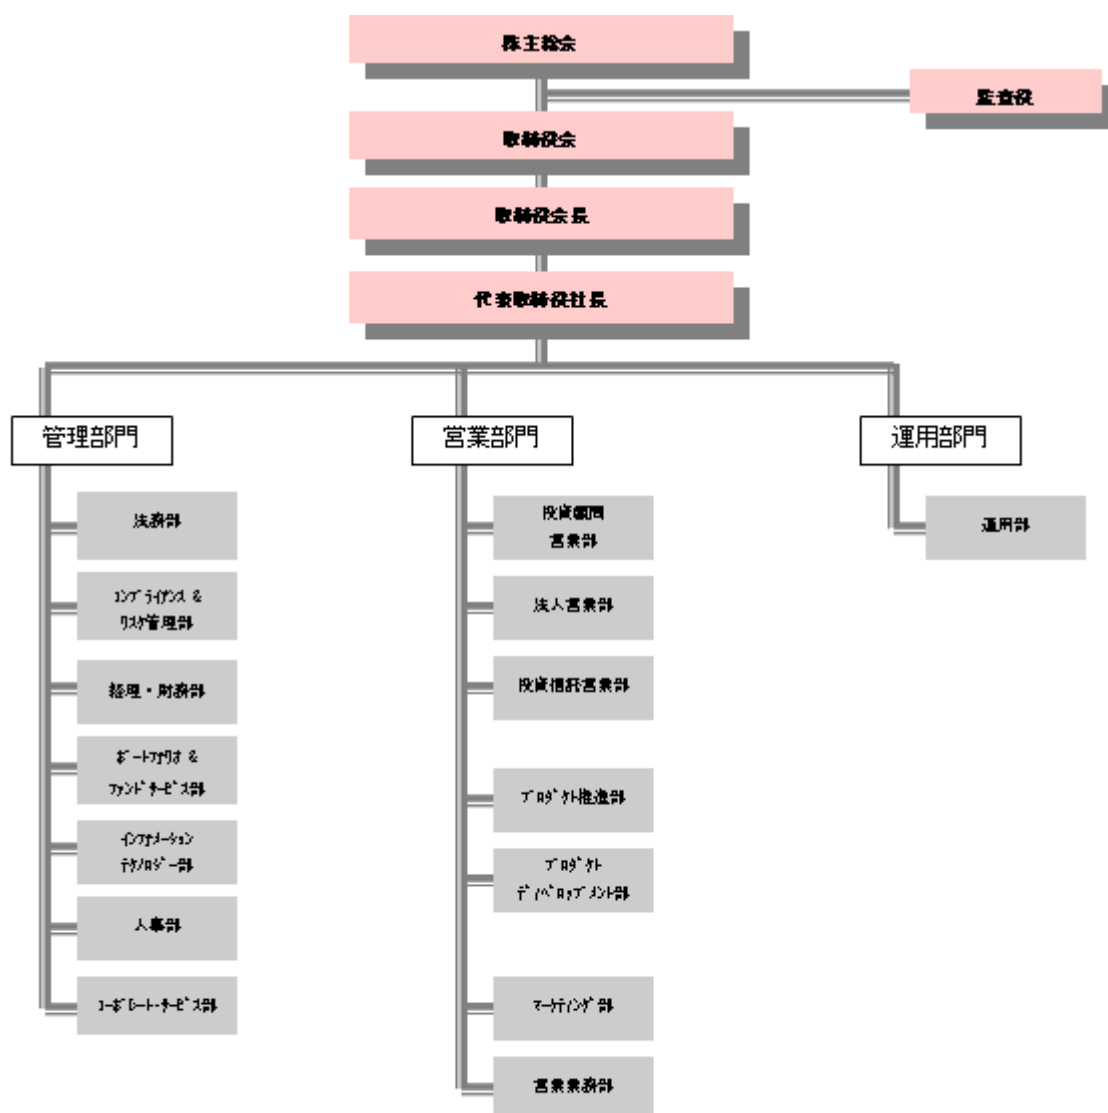 株主総会
監査役
取締役会
取締役会長
代表取締役社長
管理部門
営業部門
運用部門
法務部
ｺﾝﾌﾟﾗｲｱﾝｽ &
ﾘｽｸ管理部
経理・財務部
ﾎﾟｰﾄﾌｫﾘｵ &
ﾌｧﾝﾄﾞｻｰﾋﾞｽ部
ｲﾝﾌｫﾒｰｼｮﾝ
ﾃｸﾉﾛｼﾞｰ部
人事部
ｺｰﾎﾟﾚｰﾄ･ｻｰﾋﾞｽ部
投資顧問
営業部
法人営業部
投資信託営業部
ﾌﾟﾛﾀﾞｸﾄ推進部
ﾌﾟﾛﾀﾞｸﾄ
ﾃﾞｨﾍﾞﾛｯﾌﾟﾒﾝﾄ部
ﾏｰｹﾃｨﾝｸﾞ部
営業業務部
運用部